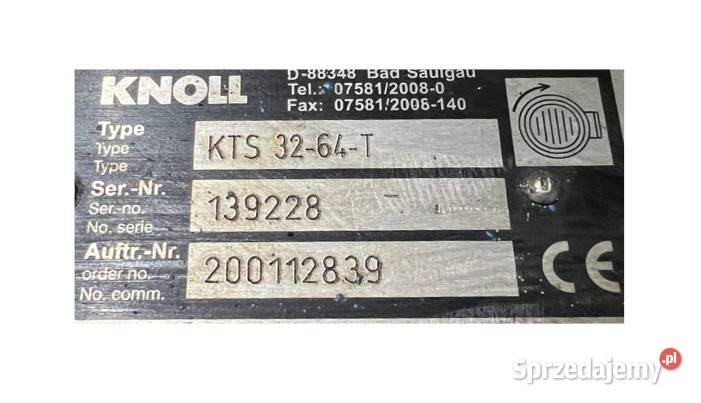 D-88348 Bad Saulgau
KNOLL
Tel.: 07581/2008-0
Fax: 07581/2008-140
Type
Type
Type
KTS 32-64-T
Ser.-Nr.
Ser.-no.
No. serie
139228
Auftr.-Nr.
order no.
No. comm.
200112839
CE
Sprzedajemy.pl